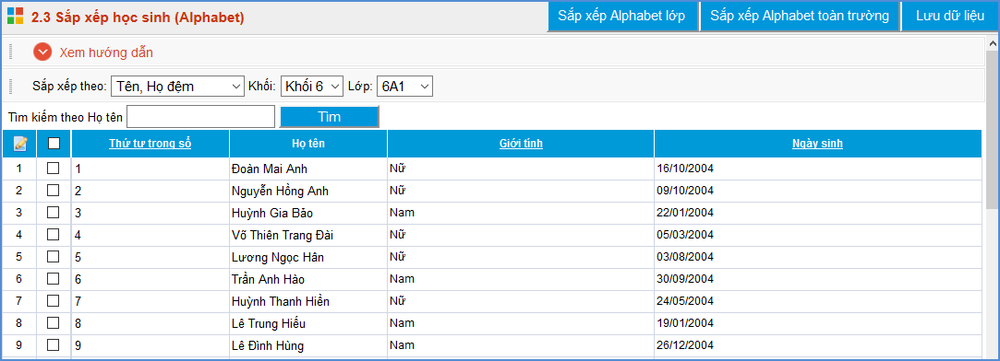 2.3 Sắp xếp học sinh (Alphabet) Sắp xếp Alphabet lớp Sắp xếp Alphabet toàn trường Lưu dữ liệu
Xem hướng dẫn
Sắp xếp theo: Tên, Họ đệm Khối: Khối 6 Lớp: 6A1
Tìm kiếm theo Họ tên Tìm
Thứ tự trong sổ Họ tên Giới tính Ngày sinh
1 1 Đoàn Mai Anh Nữ 16/10/2004
2 2 Nguyễn Hồng Anh Nữ 09/10/2004
3 3 Huỳnh Gia Bảo Nam 22/01/2004
4 4 Võ Thiên Trang Đài Nữ 05/03/2004
5 5 Lương Ngọc Hân Nữ 03/08/2004
6 6 Trần Anh Hào Nam 30/09/2004
7 7 Huỳnh Thanh Hiền Nữ 24/05/2004
8 8 Lê Trung Hiếu Nam 19/01/2004
9 9 Lê Đình Hùng Nam 26/12/2004